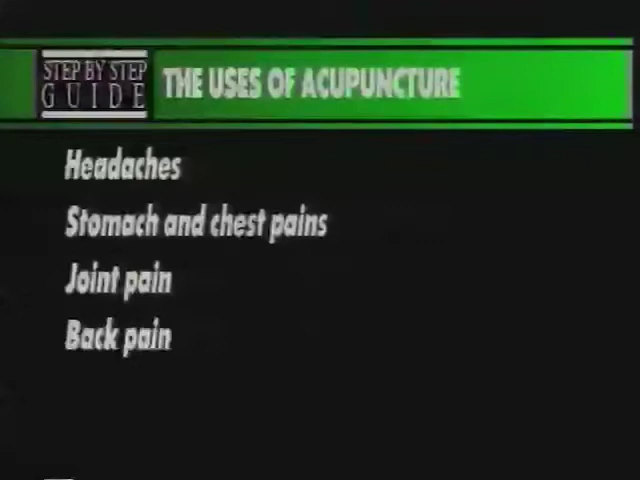 STEP BY STEP
GUIDE
THE USES OF ACUPUNCTURE
Headaches
Stomach and chest pains
Joint pain
Back pain